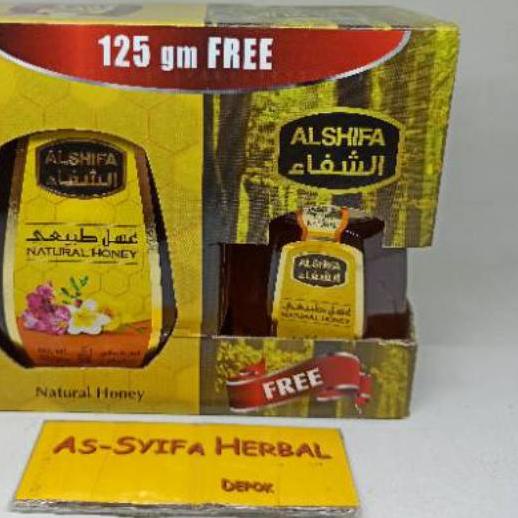 125 gm FREE
ALSHIFA
الشفاء
ALSHIFA
الشفاء
عسل طبيعي
NATURAL HONEY
ALSHIFA
الشفاء
عسل طبيعي
NATURAL HONEY
Natural Honey
FREE
AS-SYIFA HERBAL
DEPOK